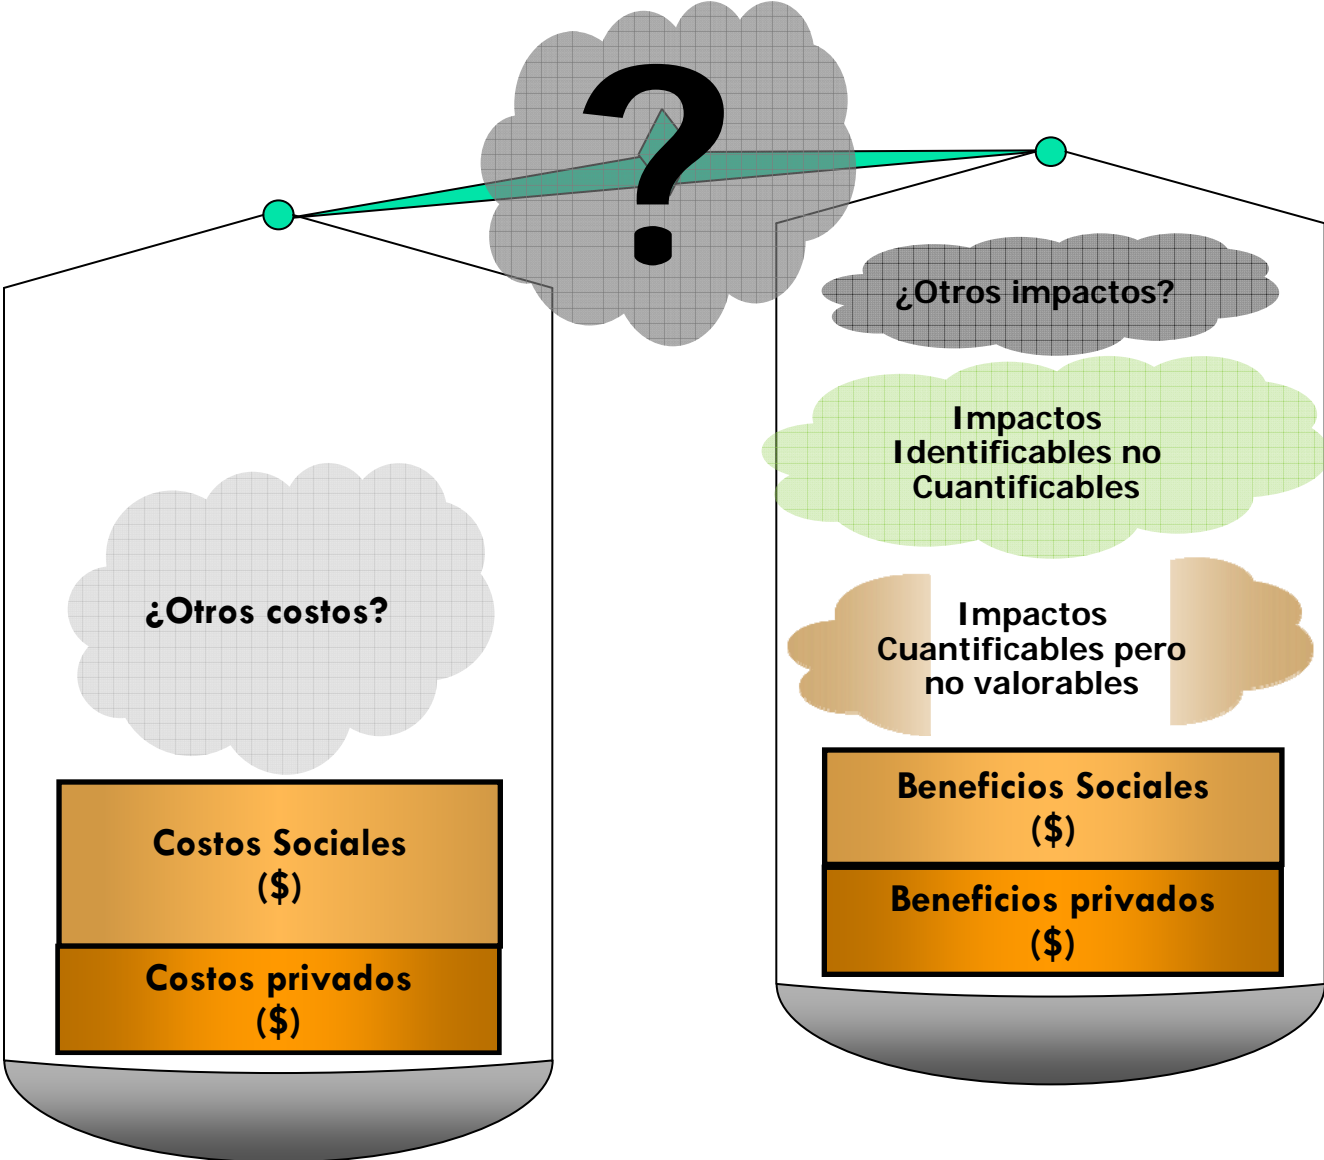 ?
¿Otros impactos?
Impactos
Identificables no
Cuantificables
Impactos
Cuantificables pero
no valorables
Beneficios Sociales
($)
Beneficios privados
($)
¿Otros costos?
Costos Sociales
($)
Costos privados
($)